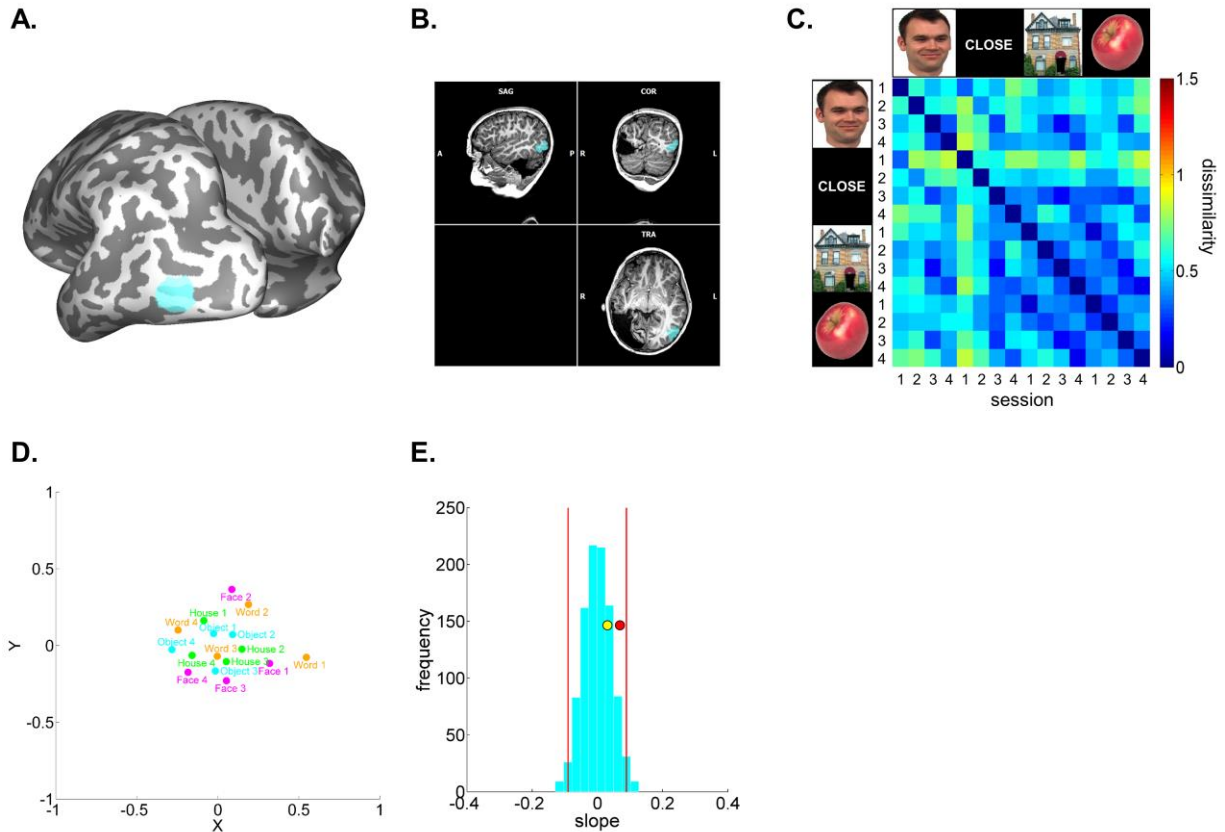 A.
B.
SAG
COR
A
P
R
L
TRA
R
L
C.
CLOSE
CLOSE
1
2
3
4
1
2
3
4
1
2
3
4
1
2
3
4
1 2 3 4 1 2 3 4 1 2 3 4 1 2 3 4
session
1.5
1
0.5
0
dissimilarity
D.
1
0.5
0
-0.5
-1
Y
-1 -0.5 0 0.5 1
X
Face 2
Word 2
House 1
Word 4
Object 1
Object 2
Object 4
Word 3
House 2
House 4
House 3
Word 1
Object 3
Face 1
Face 4
Face 3
E.
250
200
150
100
50
0
frequency
-0.4 -0.2 0 0.2 0.4
slope